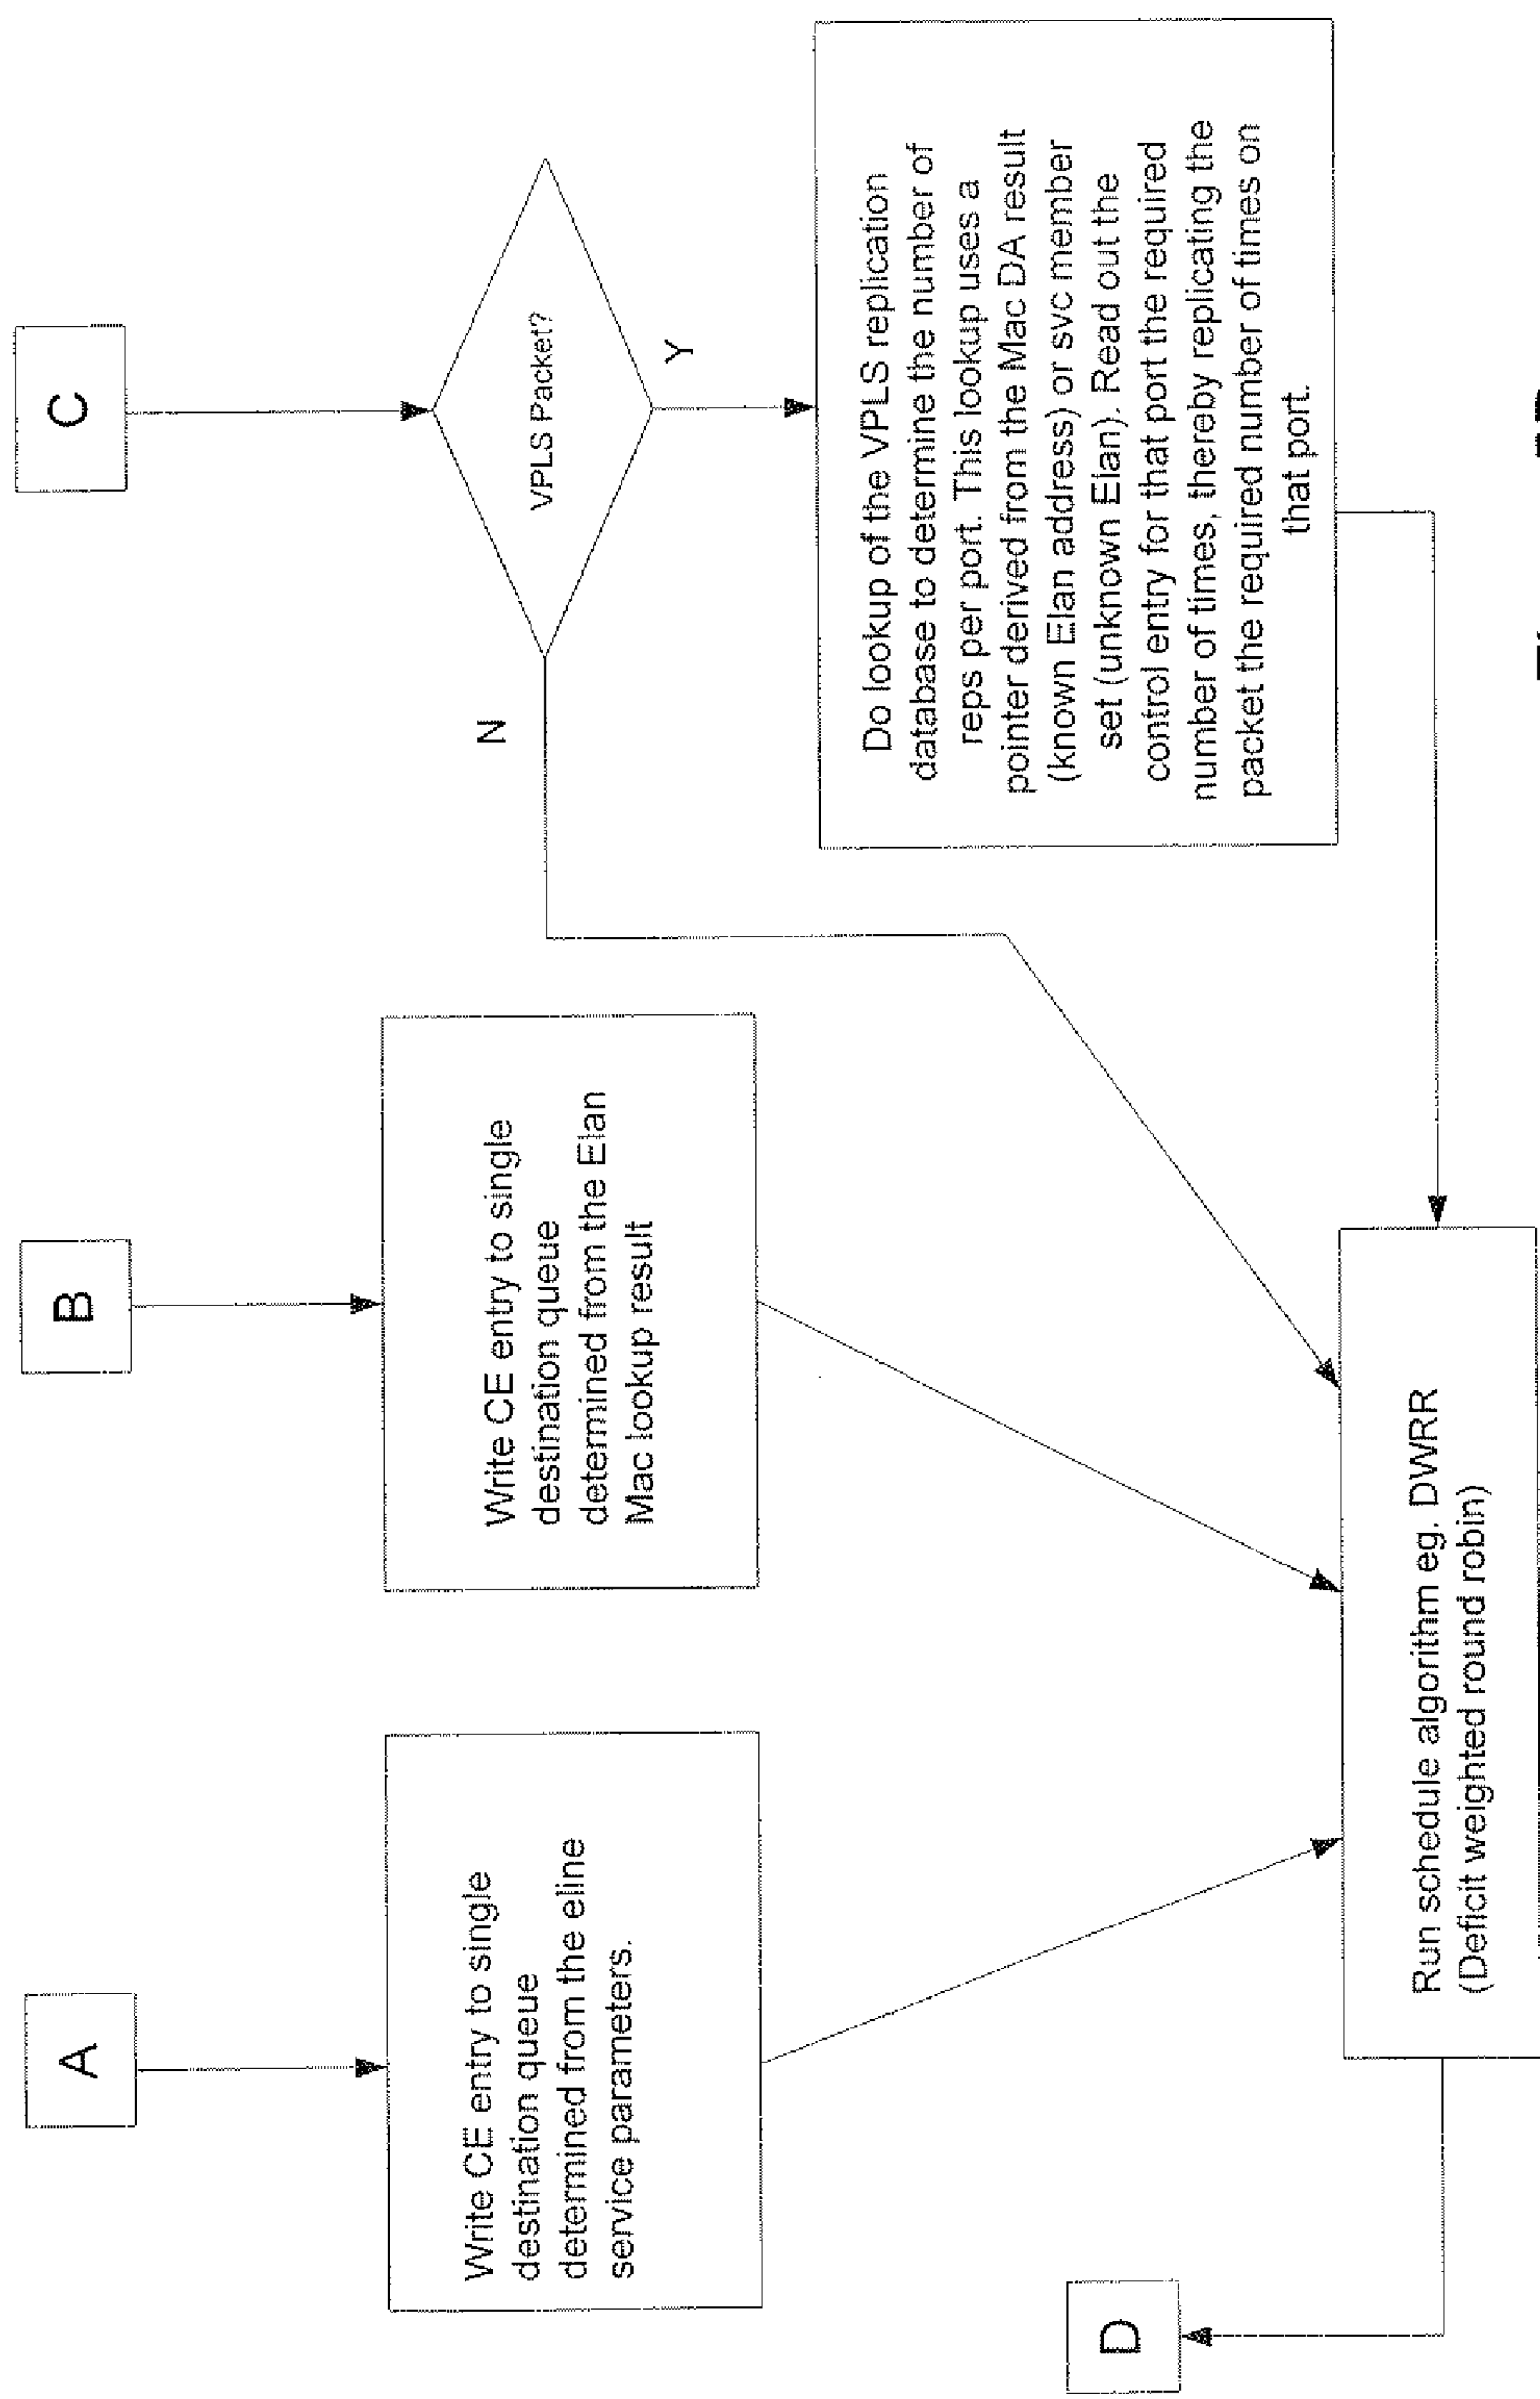 A
B
C
Write CE entry to single
destination queue
determined from the eline
service parameters.
Write CE entry to single
destination queue
determined from the Elan
Mac lookup result
VPLS Packet?
N
Y
Do lookup of the VPLS replication
database to determine the number of
reps per port. This lookup uses a
pointer derived from the Mac DA result
(known Elan address) or svc member
set (unknown Elan). Read out the
control entry for that port the required
number of times, thereby replicating the
packet the required number of times on
that port.
D
Run schedule algorithm eg. DWRR
(Deficit weighted round robin)